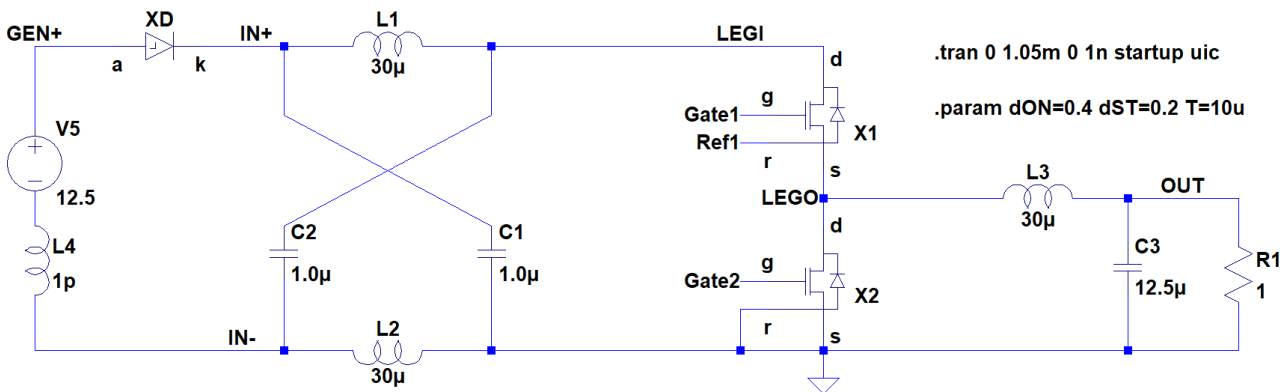 GEN+
XD
a
k
IN+
L1
30µ
LEGI
d
g
Gate1
Ref1
X1
r
s
.tran 0 1.05m 0 1n startup uic
.param dON=0.4 dST=0.2 T=10u
V5
12.5
L4
1p
C2
1.0µ
C1
1.0µ
LEGO
d
g
Gate2
X2
r
s
L3
30µ
OUT
C3
12.5µ
R1
1
IN-
L2
30µ